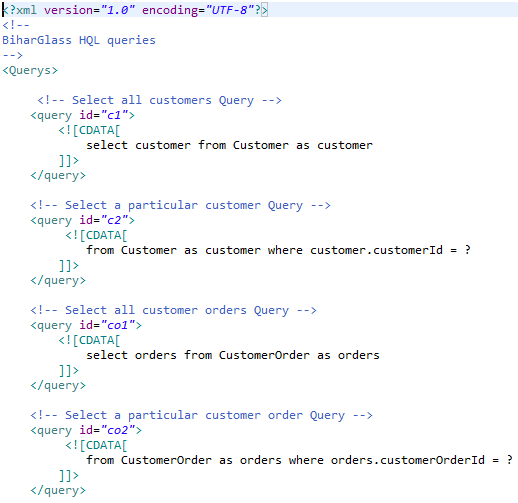 <?xml version="1.0" encoding="UTF-8"?>
<!--
BiharGlass HQL queries
-->
<Querys>
<!-- Select all customers Query -->
<query id="c1">
<![CDATA[
select customer from Customer as customer
]]>
</query>
<!-- Select a particular customer Query -->
<query id="c2">
<![CDATA[
from Customer as customer where customer.customerId = ?
]]>
</query>
<!-- Select all customer orders Query -->
<query id="co1">
<![CDATA[
select orders from CustomerOrder as orders
]]>
</query>
<!-- Select a particular customer order Query -->
<query id="co2">
<![CDATA[
from CustomerOrder as orders where orders.customerOrderId = ?
]]>
</query>